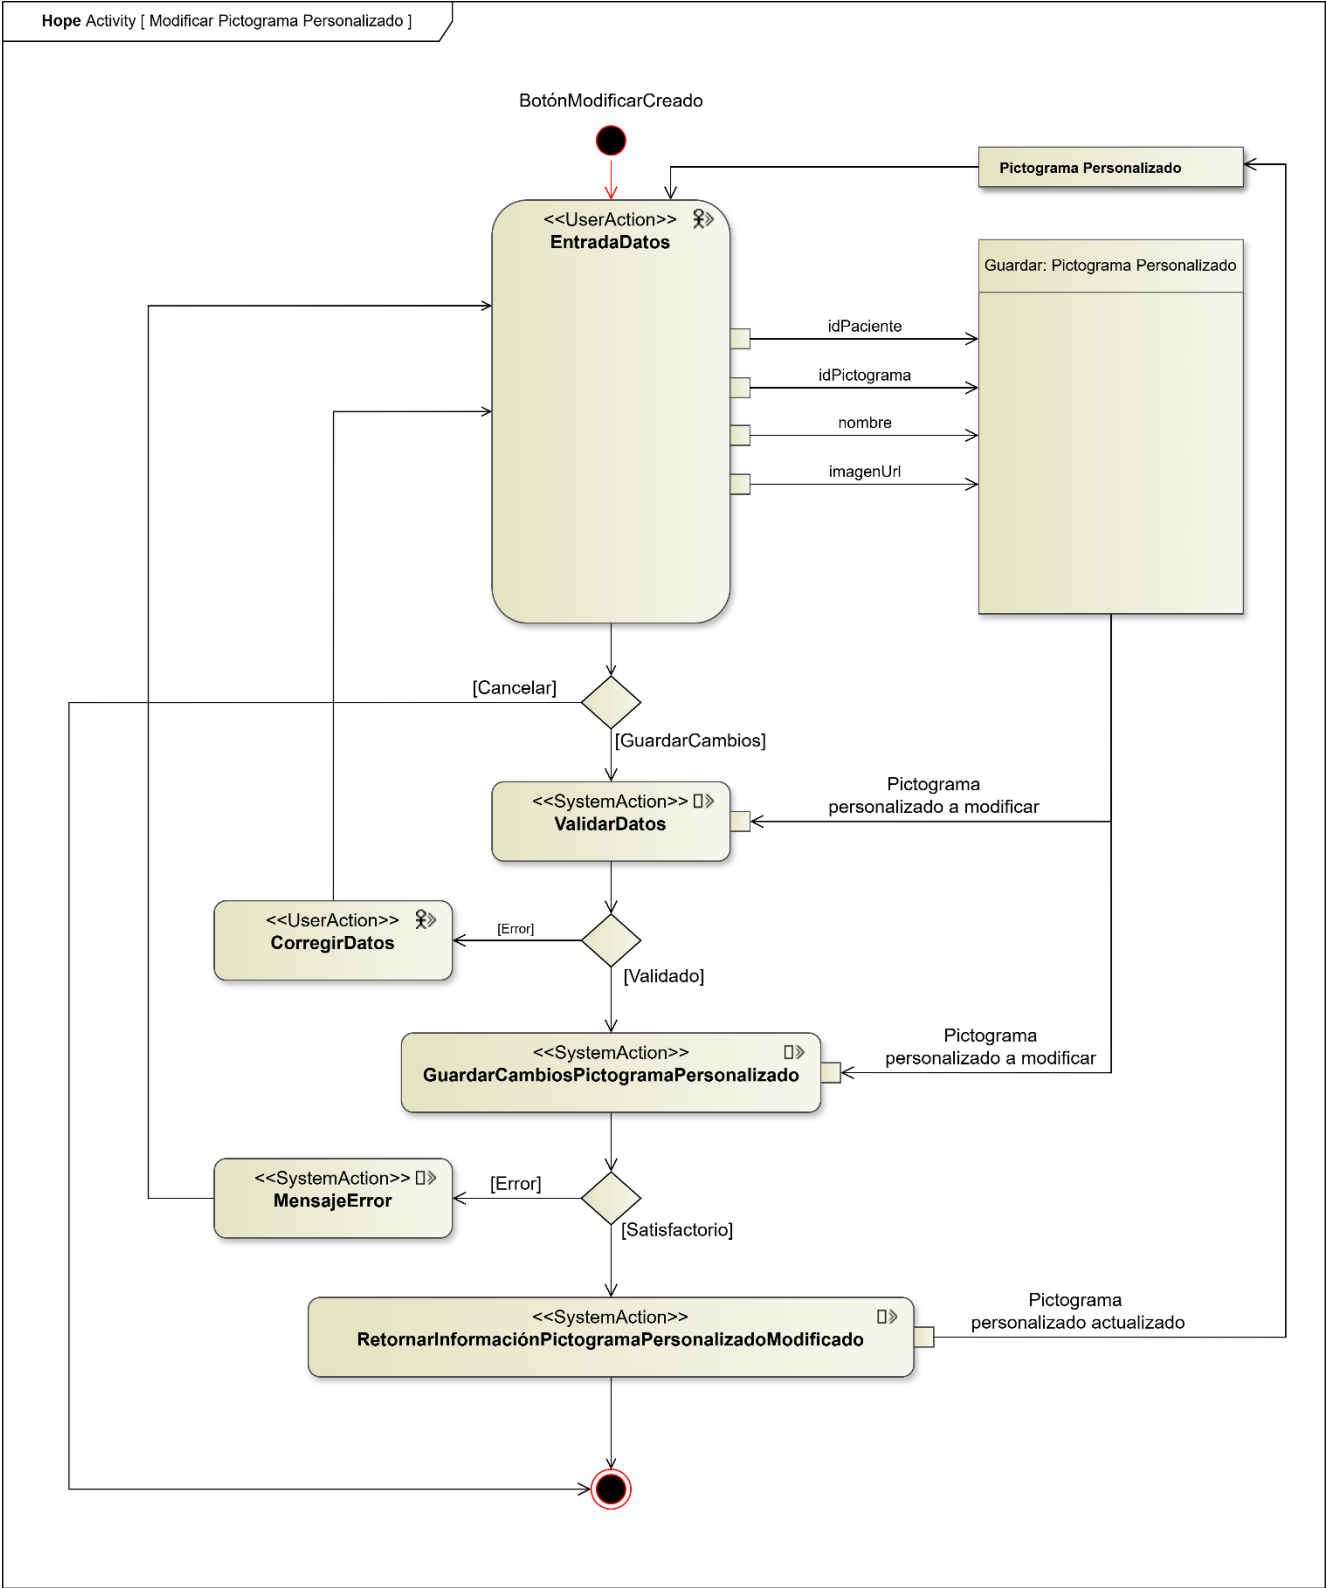 Hope Activity [ Modificar Pictograma Personalizado ]
BotónModificarCreado
Pictograma Personalizado
<<UserAction>>
EntradaDatos
Guardar: Pictograma Personalizado
idPaciente
idPictograma
nombre
imagenUrl
[Cancelar]
[GuardarCambios]
<<SystemAction>>
ValidarDatos
Pictograma
personalizado a modificar
<<UserAction>>
CorregirDatos
[Error]
[Validado]
<<SystemAction>>
GuardarCambiosPictogramaPersonalizado
Pictograma
personalizado a modificar
<<SystemAction>>
MensajeError
[Error]
[Satisfactorio]
<<SystemAction>>
RetornarInformaciónPictogramaPersonalizadoModificado
Pictograma
personalizado actualizado